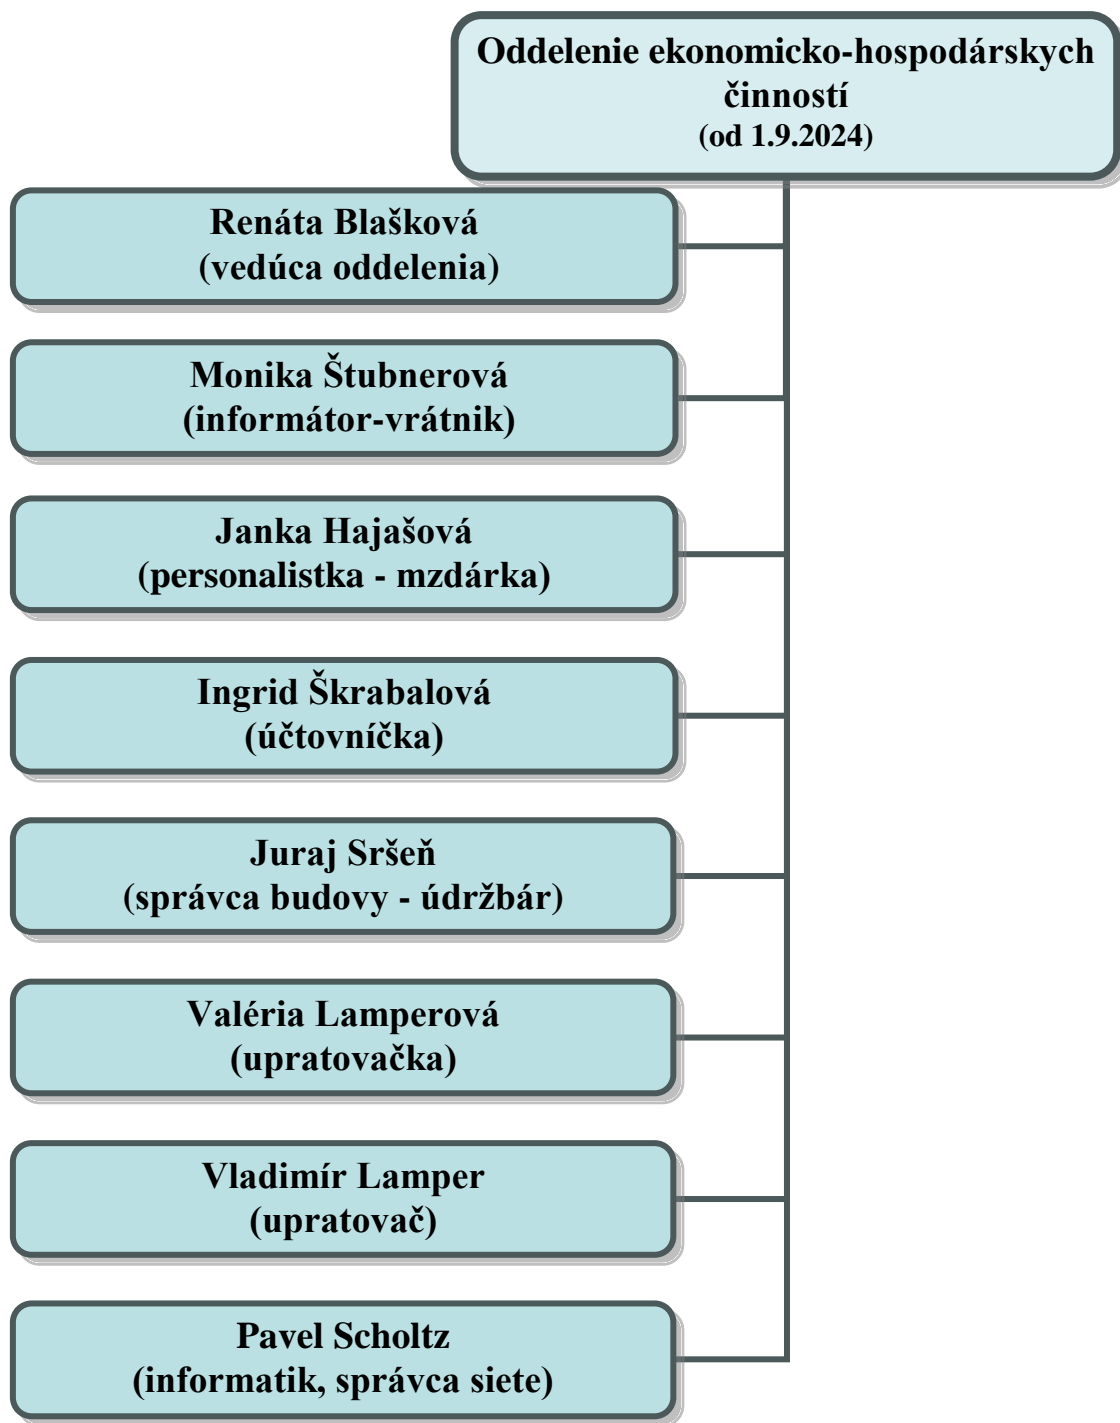 Oddelenie ekonomicko-hospodárskych
činností
(od 1.9.2024)
Renáta Blašková
(vedúca oddelenia)
Monika Štubnerová
(informátor-vrátnik)
Janka Hajašová
(personalistka - mzdárka)
Ingrid Škrabalová
(účtovníčka)
Juraj Sršeň
(správca budovy - údržbár)
Valéria Lamperová
(upratovačka)
Vladimír Lamper
(upratovač)
Pavel Scholtz
(informatik, správca siete)